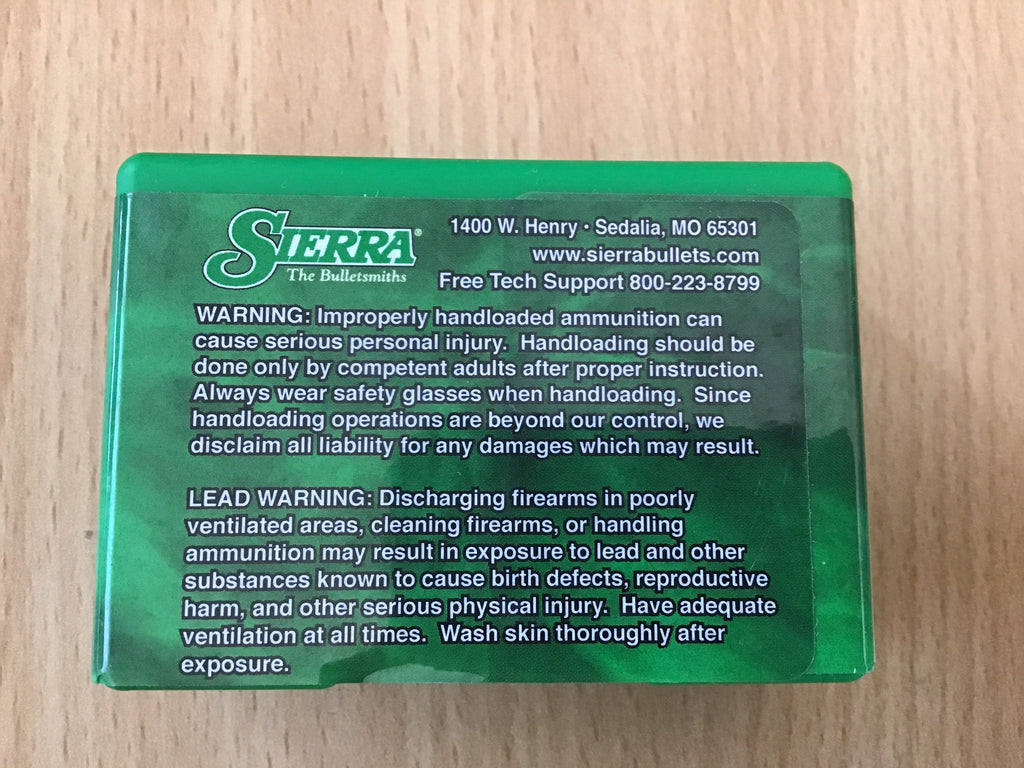 SIERRA®
The Bulletsmiths
1400 W. Henry • Sedalia, MO 65301
www.sierrabullets.com
Free Tech Support 800-223-8799
WARNING: Improperly handloaded ammunition can
cause serious personal injury.  Handloading should be
done only by competent adults after proper instruction.
Always wear safety glasses when handloading.  Since
handloading operations are beyond our control, we
disclaim all liability for any damages which may result.
LEAD WARNING: Discharging firearms in poorly
ventilated areas, cleaning firearms, or handling
ammunition may result in exposure to lead and other
substances known to cause birth defects, reproductive
harm, and other serious physical injury.  Have adequate
ventilation at all times.  Wash skin thoroughly after
exposure.